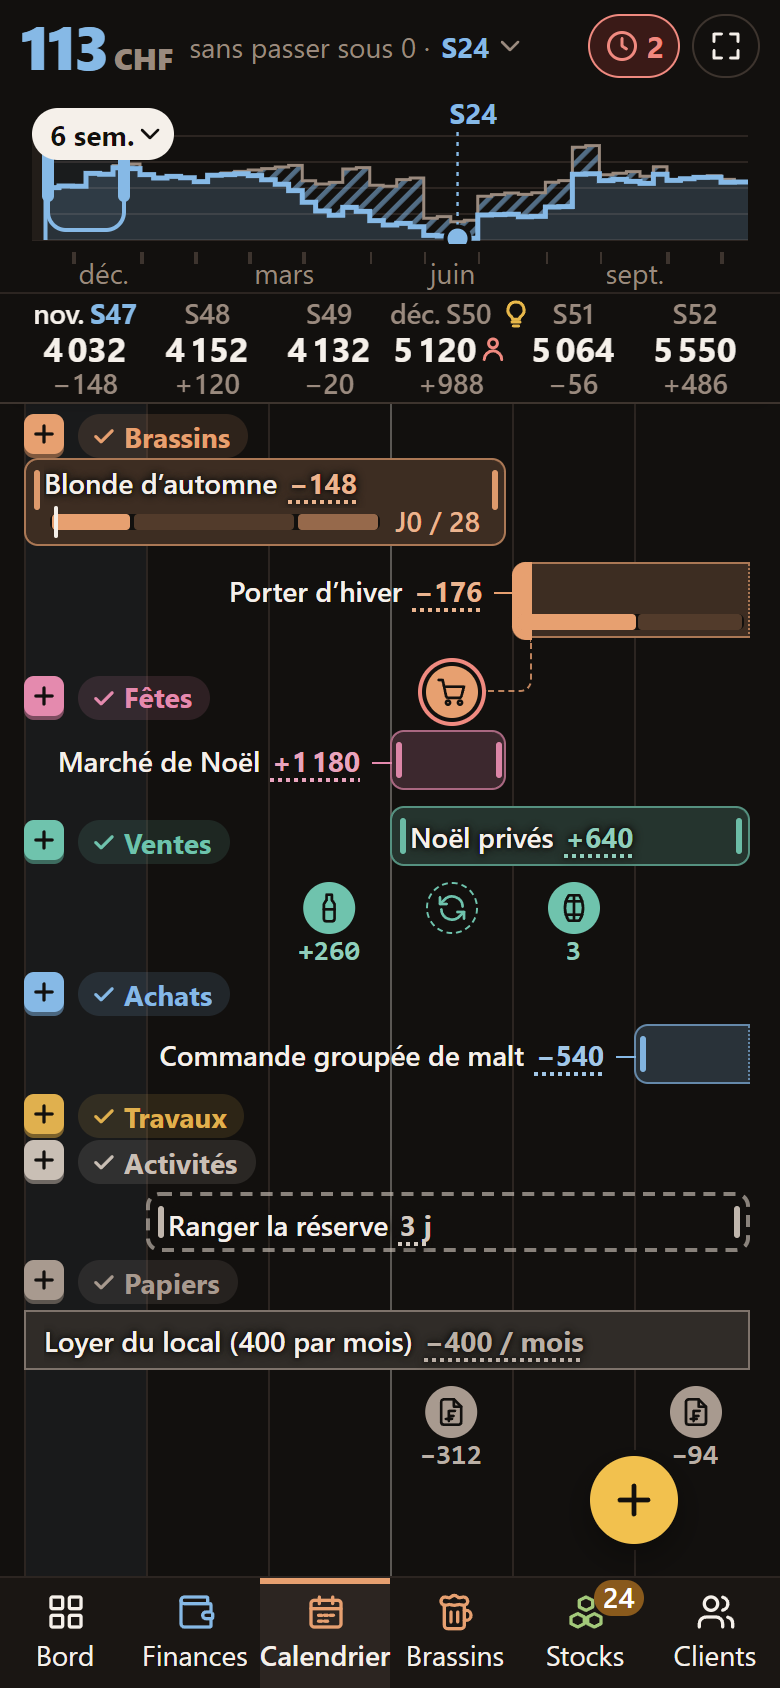 113 CHF sans passer sous 0 · S24
2
S24
6 sem.
déc. mars juin sept.
nov. S47 S48 S49 déc. S50 S51 S52
4 032 4 152 4 132 5 120 5 064 5 550
−148 +120 −20 +988 −56 +486
+ Brassins
Blonde d’automne −148
J0 / 28
Porter d’hiver −176
+ Fêtes
Marché de Noël +1 180
+ Ventes
Noël privés +640
+260 3
+ Achats
Commande groupée de malt −540
+ Travaux
+ Activités
Ranger la réserve 3 j
+ Papiers
Loyer du local (400 par mois) −400 / mois
−312 −94
+
24
Bord Finances Calendrier Brassins Stocks Clients